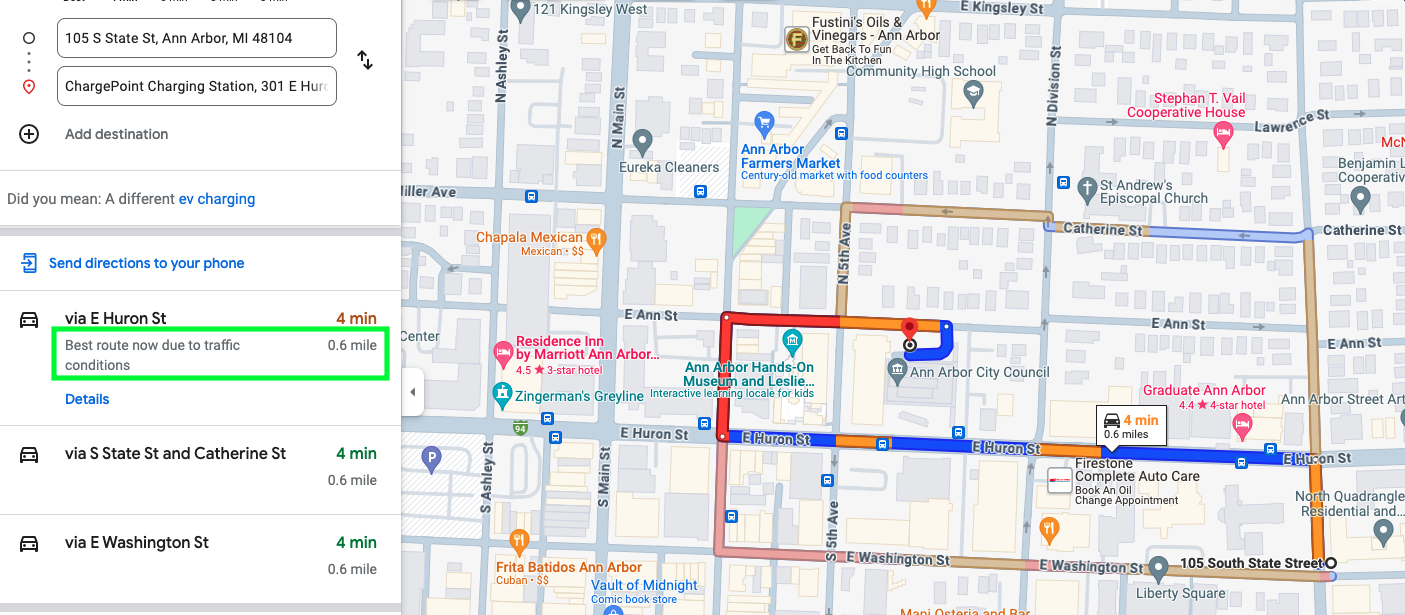 105 S State St, Ann Arbor, MI 48104
ChargePoint Charging Station, 301 E Hur
Add destination
Did you mean: A different ev charging
Send directions to your phone
via E Huron St
4 min
Best route now due to traffic
0.6 mile
conditions
Details
via S State St and Catherine St
4 min
0.6 mile
via E Washington St
4 min
0.6 mile
121 Kingsley West
E Kingsley St
Fustini's Oils &
Vinegars - Ann Arbor
Get Back To Fun
In The Kitchen
Community High School
N Ashley St
N Main St
N Division St
Stephan T. Vail
Cooperative House
Lawrence St
Ann Arbor
Farmers Market
Century-old market with food counters
Eureka Cleaners
McN
Benjamin L
Cooperative
iller Ave
St Andrew's
Episcopal Church
Catherine St
Catherine St
Chapala Mexican
Mexican · $$
N 5th Ave
E Ann St
E Ann St
E Ann St
Center
Residence Inn
by Marriott Ann Arbor...
4.5 ★ 3-star hotel
Ann Arbor Hands-On
Museum and Leslie...
Interactive learning locale for kids
Ann Arbor City Council
Zingerman's Greyline
Graduate Ann Arbor
4.4 ★ 4-star hotel
Ann Arbor Street Art
4 min
0.6 miles
94
E Huron St
E Huron St
E Huron St
E Huron St
P
S Ashley St
S Main St
Firestone
Complete Auto Care
Book An Oil
Change Appointment
North Quadrangle
Residential and...
S 5th Ave
E Washington St
E Washington St
105 South State Street
Frita Batidos Ann Arbor
Cuban · $$
Vault of Midnight
Comic book store
Liberty Square
Mani Osteria and Bar